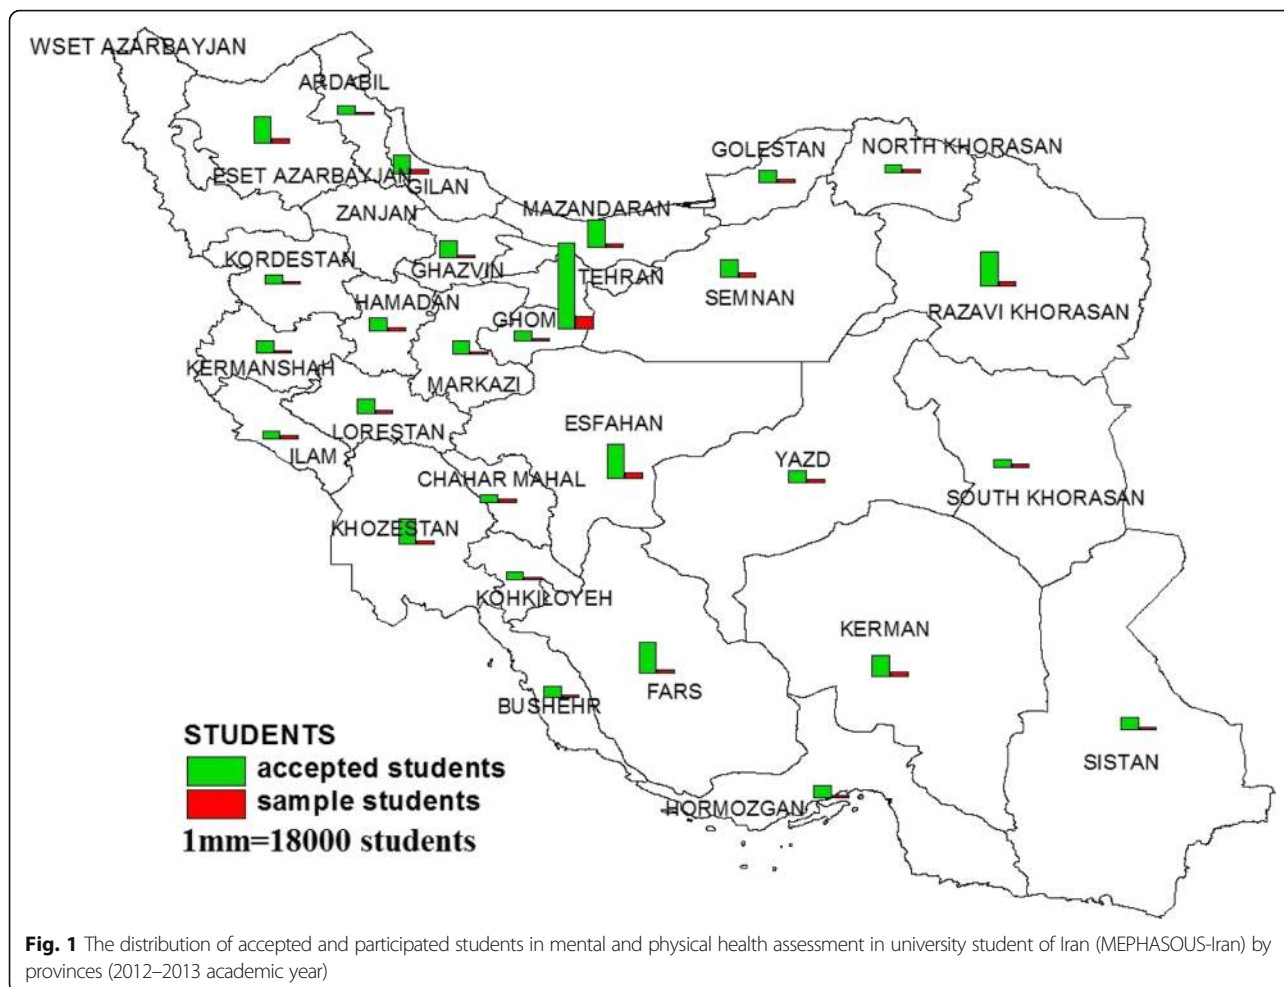 WSET AZARBAYJAN
ARDABIL
ESET AZARBAYJAN
GILAN
GOLESTAN
NORTH KHORASAN
ZANJAN
MAZANDARAN
KORDESTAN
GHAZVIN
TEHRAN
SEMNAN
RAZAVI KHORASAN
HAMADAN
GHOM
KERMANSHAH
MARKAZI
LORESTAN
ESFAHAN
ILAM
YAZD
CHAHAR MAHAL
SOUTH KHORASAN
KHOZESTAN
KOHKILOYEH
KERMAN
FARS
BUSHEHR
SISTAN
HORMOZGAN
STUDENTS
accepted students
sample students
1mm=18000 students
Fig. 1 The distribution of accepted and participated students in mental and physical health assessment in university student of Iran (MEPHASOUS-Iran) by
provinces (2012–2013 academic year)